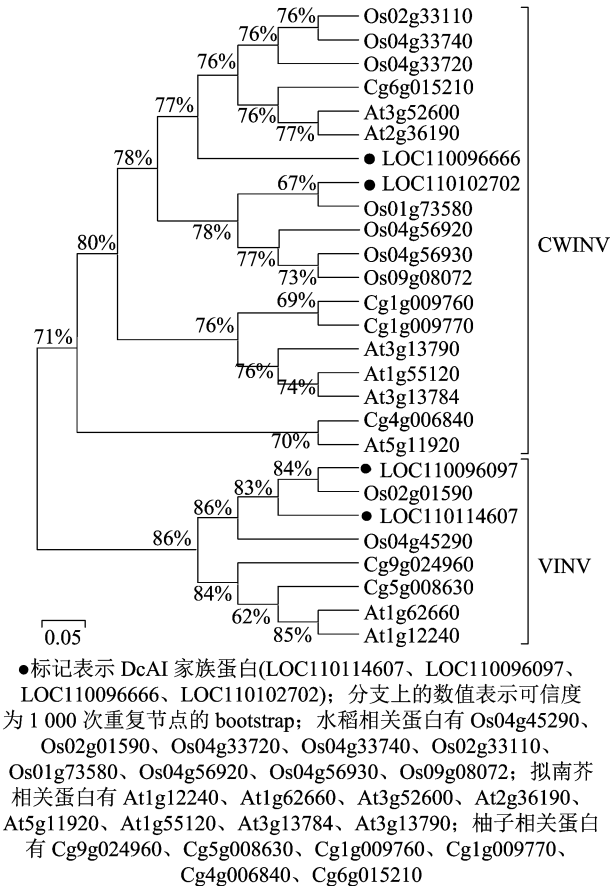 76%
Os02g33110
76%
Os04g33740
76%
Os04g33720
Cg6g015210
77%
76%
At3g52600
77%
At2g36190
78%
● LOC110096666
67%
● LOC110102702
Os01g73580
78%
Os04g56920
80%
77%
Os04g56930
CWINV
73%
Os09g08072
69%
Cg1g009760
76%
Cg1g009770
71%
At3g13790
76%
At1g55120
74%
At3g13784
Cg4g006840
70%
At5g11920
84%
● LOC110096097
83%
Os02g01590
86%
● LOC110114607
86%
Os04g45290
Cg9g024960
VINV
84%
Cg5g008630
62%
At1g62660
85%
At1g12240
0.05
●标记表示 DcAI 家族蛋白(LOC110114607、LOC110096097、
LOC110096666、LOC110102702)；分支上的数值表示可信度
为 1 000 次重复节点的 bootstrap；水稻相关蛋白有 Os04g45290、
Os02g01590、Os04g33720、Os04g33740、Os02g33110、
Os01g73580、Os04g56920、Os04g56930、Os09g08072；拟南芥
相关蛋白有 At1g12240、At1g62660、At3g52600、At2g36190、
At5g11920、At1g55120、At3g13784、At3g13790；柚子相关蛋白
有 Cg9g024960、Cg5g008630、Cg1g009760、Cg1g009770、
Cg4g006840、Cg6g015210